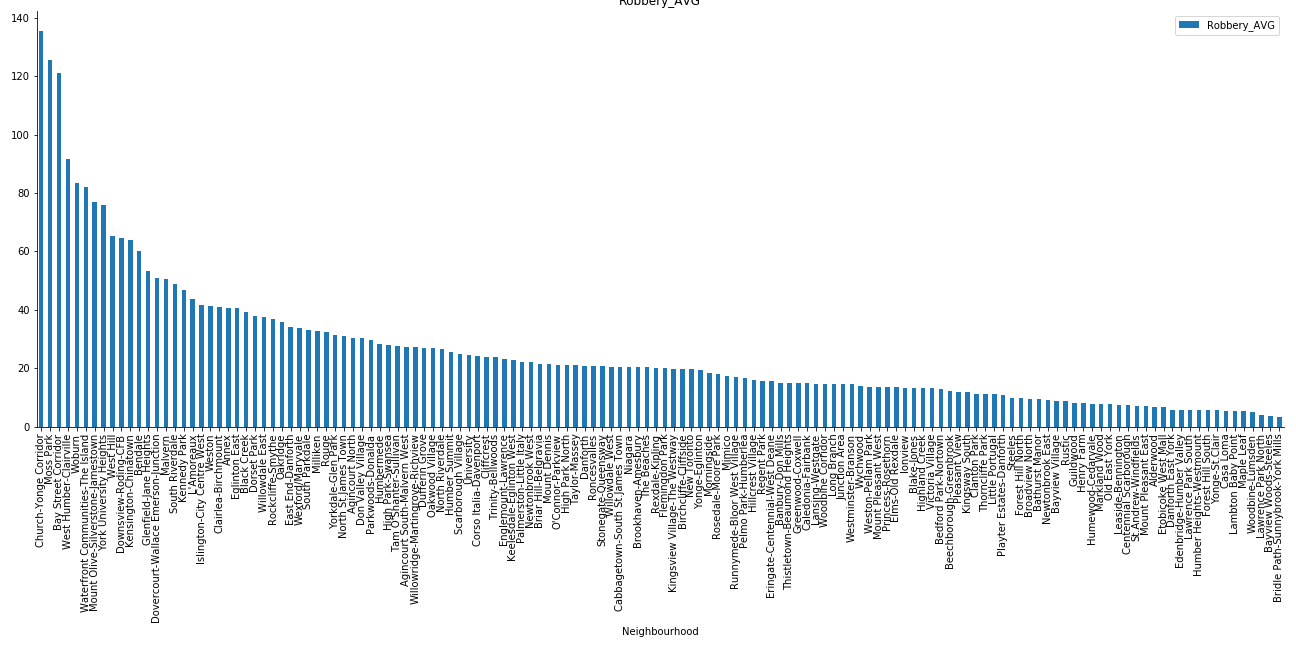 Robbery_AVG
Robbery_AVG
140
120
100
80
60
40
20
0
Church-Yonge Corridor
Moss Park
Bay Street Corridor
West Humber-Clairville
Woburn
Waterfront Communities-The Island
Mount Olive-Silverstone-Jamestown
York University Heights
West Hill
Downsview-Roding-CFB
Kensington-Chinatown
Bendale
Glenfield-Jane Heights
Dovercourt-Wallace Emerson-Junction
Malvern
South Riverdale
Kennedy Park
L'Amoreaux
Islington-City Centre West
Weston
Clairlea-Birchmount
Annex
Eglinton East
Black Creek
Dorset Park
Willowdale East
Rockcliffe-Smythe
Oakridge
East End-Danforth
Wexford/Maryvale
South Parkdale
Milliken
Rouge
Yorkdale-Glen Park
North St.James Town
Agincourt North
Don Valley Village
Parkwoods-Donalda
Humbermede
High Park-Swansea
Tam O'Shanter-Sullivan
Agincourt South-Malvern West
Willowridge-Martingrove-Richview
Dufferin Grove
Oakwood Village
North Riverdale
Humber Summit
Scarborough Village
University
Corso Italia-Davenport
Cliffcrest
Trinity-Bellwoods
Englemount-Lawrence
Keelesdale-Eglinton West
Palmerston-Little Italy
Newtonbrook West
Briar Hill-Belgravia
Mount Dennis
O'Connor-Parkview
High Park North
Taylor-Massey
Danforth
Roncesvalles
Stonegate-Queensway
Willowdale West
Cabbagetown-South St.James Town
Niagara
Brookhaven-Amesbury
The Beaches
Rexdale-Kipling
Flemingdon Park
Kingsview Village-The Westway
Birchcliffe-Cliffside
New Toronto
Yonge-Eglinton
Morningside
Rosedale-Moore Park
Mimico
Runnymede-Bloor West Village
Pelmo Park-Humberlea
Hillcrest Village
Regent Park
Eringate-Centennial-West Deane
Banbury-Don Mills
Thistletown-Beaumond Heights
Greenwood-Coxwell
Caledonia-Fairbank
Lansing-Westgate
Woodbine Corridor
Long Branch
Junction Area
Westminster-Branson
Wychwood
Weston-Pellam Park
Mount Pleasant West
Princess-Rosethorn
Elms-Old Rexdale
Ionview
Blake-Jones
Highland Creek
Victoria Village
Bedford Park-Nortown
Beechborough-Greenbrook
Pleasant View
Kingsway South
Clanton Park
Thorncliffe Park
Little Portugal
Playter Estates-Danforth
Steeles
Forest Hill North
Broadview North
Bathurst Manor
Newtonbrook East
Bayview Village
Rustic
Guildwood
Henry Farm
Humewood-Cedarvale
Markland Wood
Old East York
Leaside-Bennington
Centennial Scarborough
St.Andrew-Windfields
Mount Pleasant East
Alderwood
Etobicoke West Mall
Danforth East York
Edenbridge-Humber Valley
Lawrence Park South
Humber Heights-Westmount
Forest Hill South
Yonge-St.Clair
Casa Loma
Lambton Baby Point
Maple Leaf
Woodbine-Lumsden
Lawrence Park North
Bayview Woods-Steeles
Bridle Path-Sunnybrook-York Mills
Neighbourhood